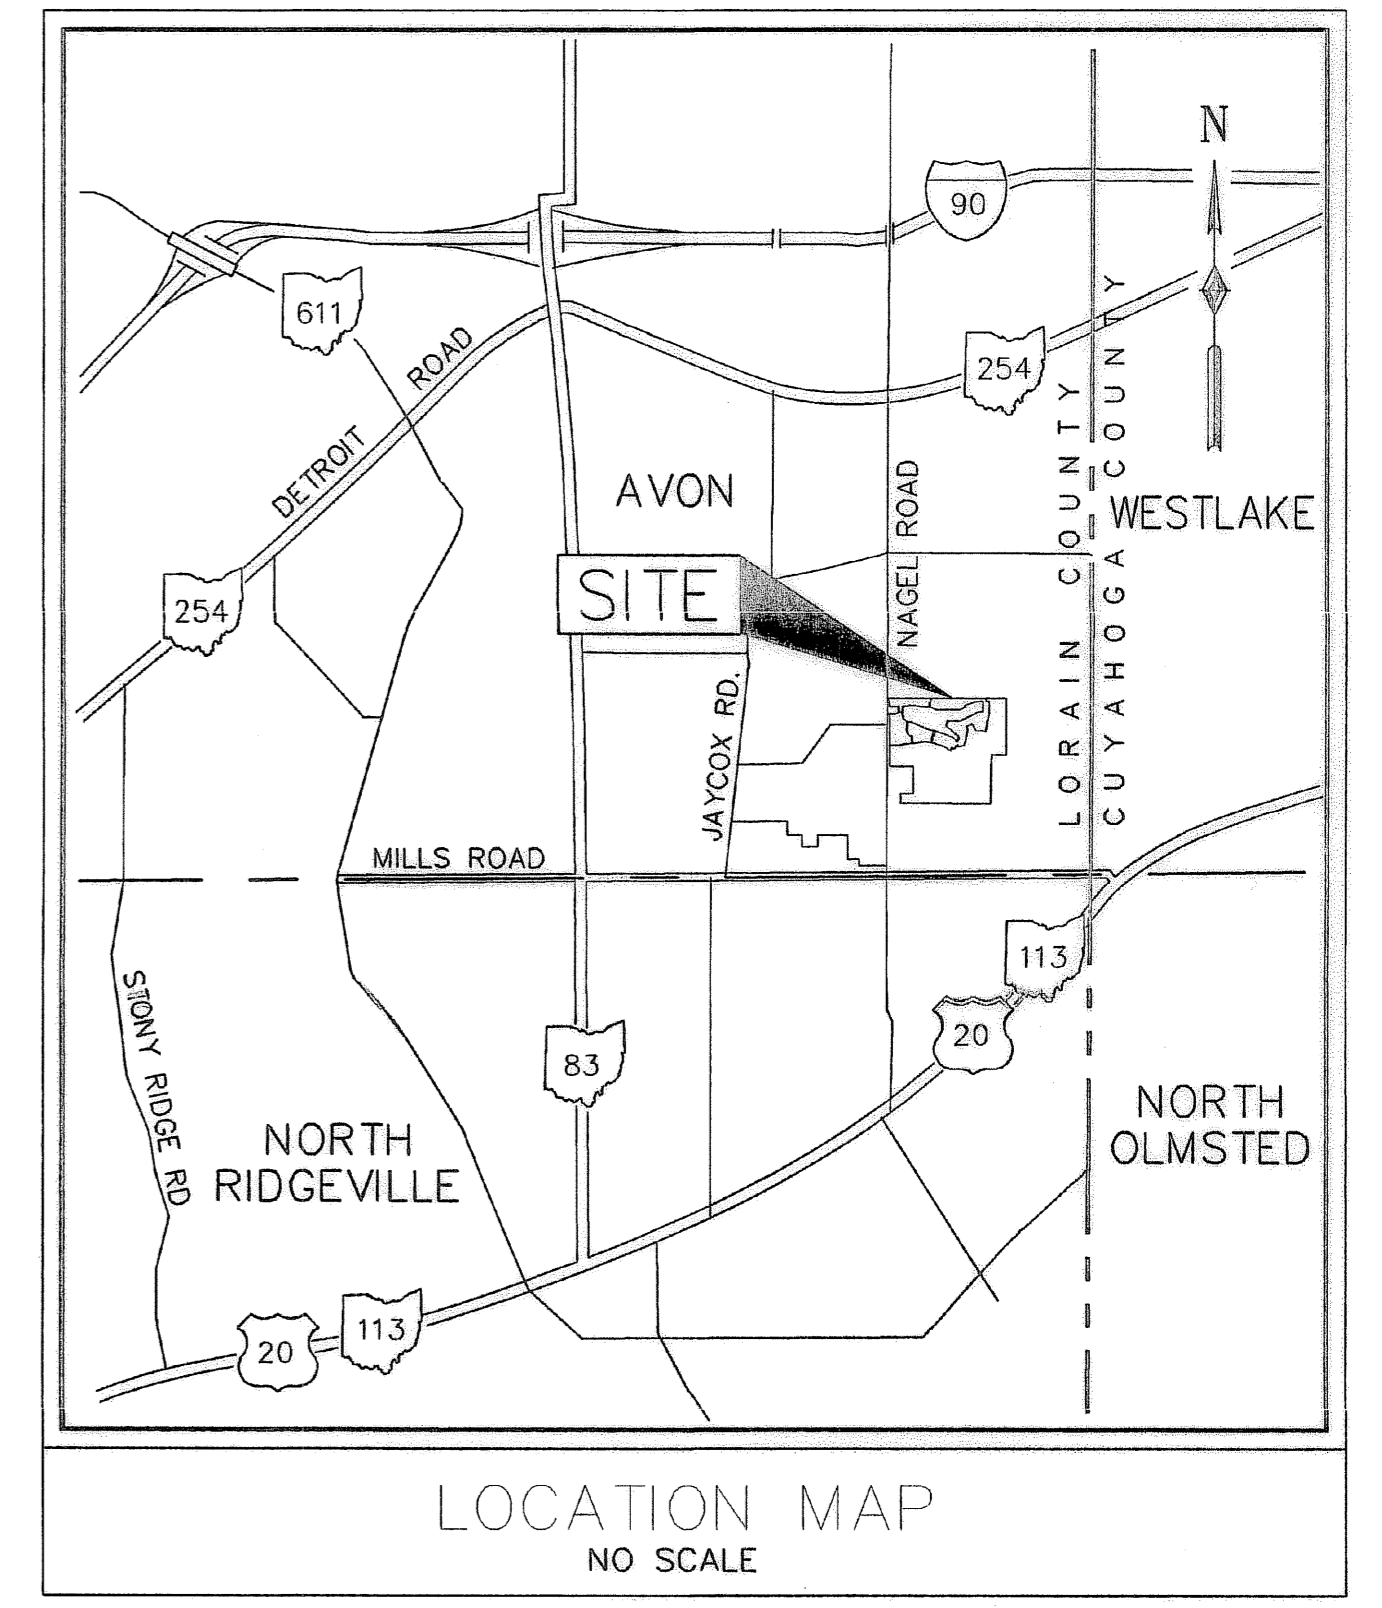 N
90
611
DETROIT ROAD
254
AVON
NAGEL ROAD
LORAIN COUNTY
CUYAHOGA COUNTY
WESTLAKE
SITE
254
JAYCOX RD.
MILLS ROAD
113
20
STONY RIDGE RD
83
NORTH
RIDGEVILLE
NORTH
OLMSTED
113
20
LOCATION MAP
NO SCALE